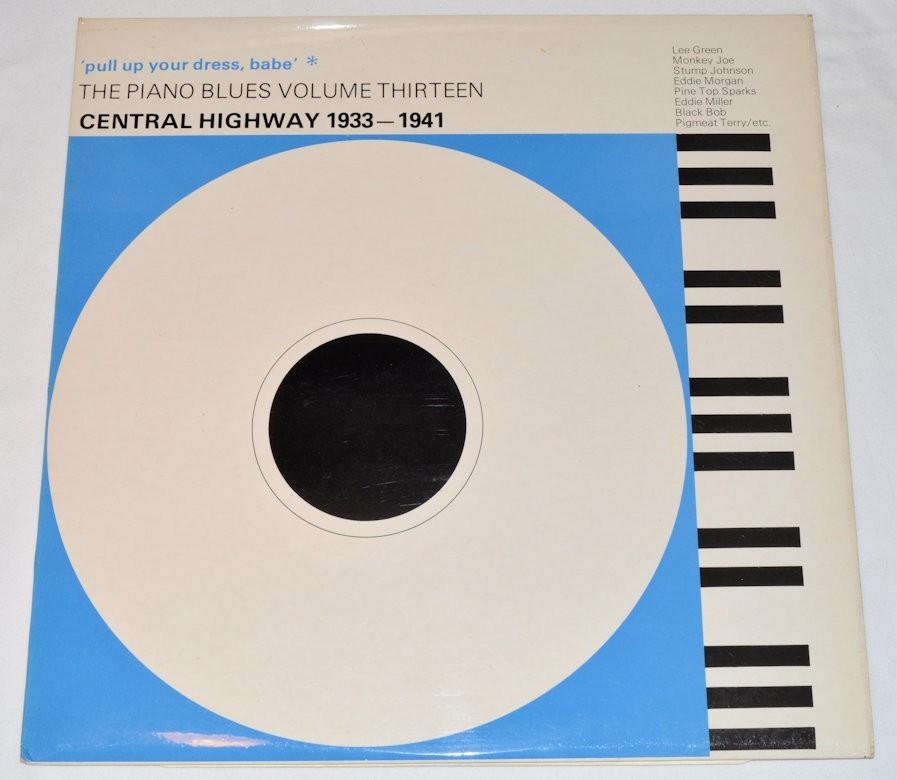 'pull up your dress, babe' *
THE PIANO BLUES VOLUME THIRTEEN
CENTRAL HIGHWAY 1933—1941
Lee Green
Monkey Joe
Stump Johnson
Eddie Morgan
Pine Top Sparks
Eddie Miller
Black Bob
Pigmeat Terry/etc.